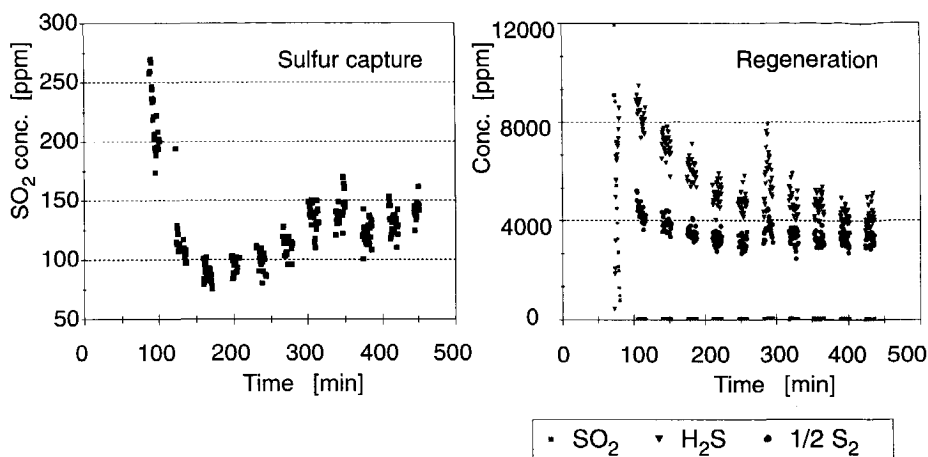 300
250
200
150
100
50
SO2 conc. [ppm]
Sulfur capture
0 100 200 300 400 500
Time [min]
12000
8000
4000
0
Conc. [ppm]
Regeneration
0 100 200 300 400 500
Time [min]
SO2 H2S 1/2 S2